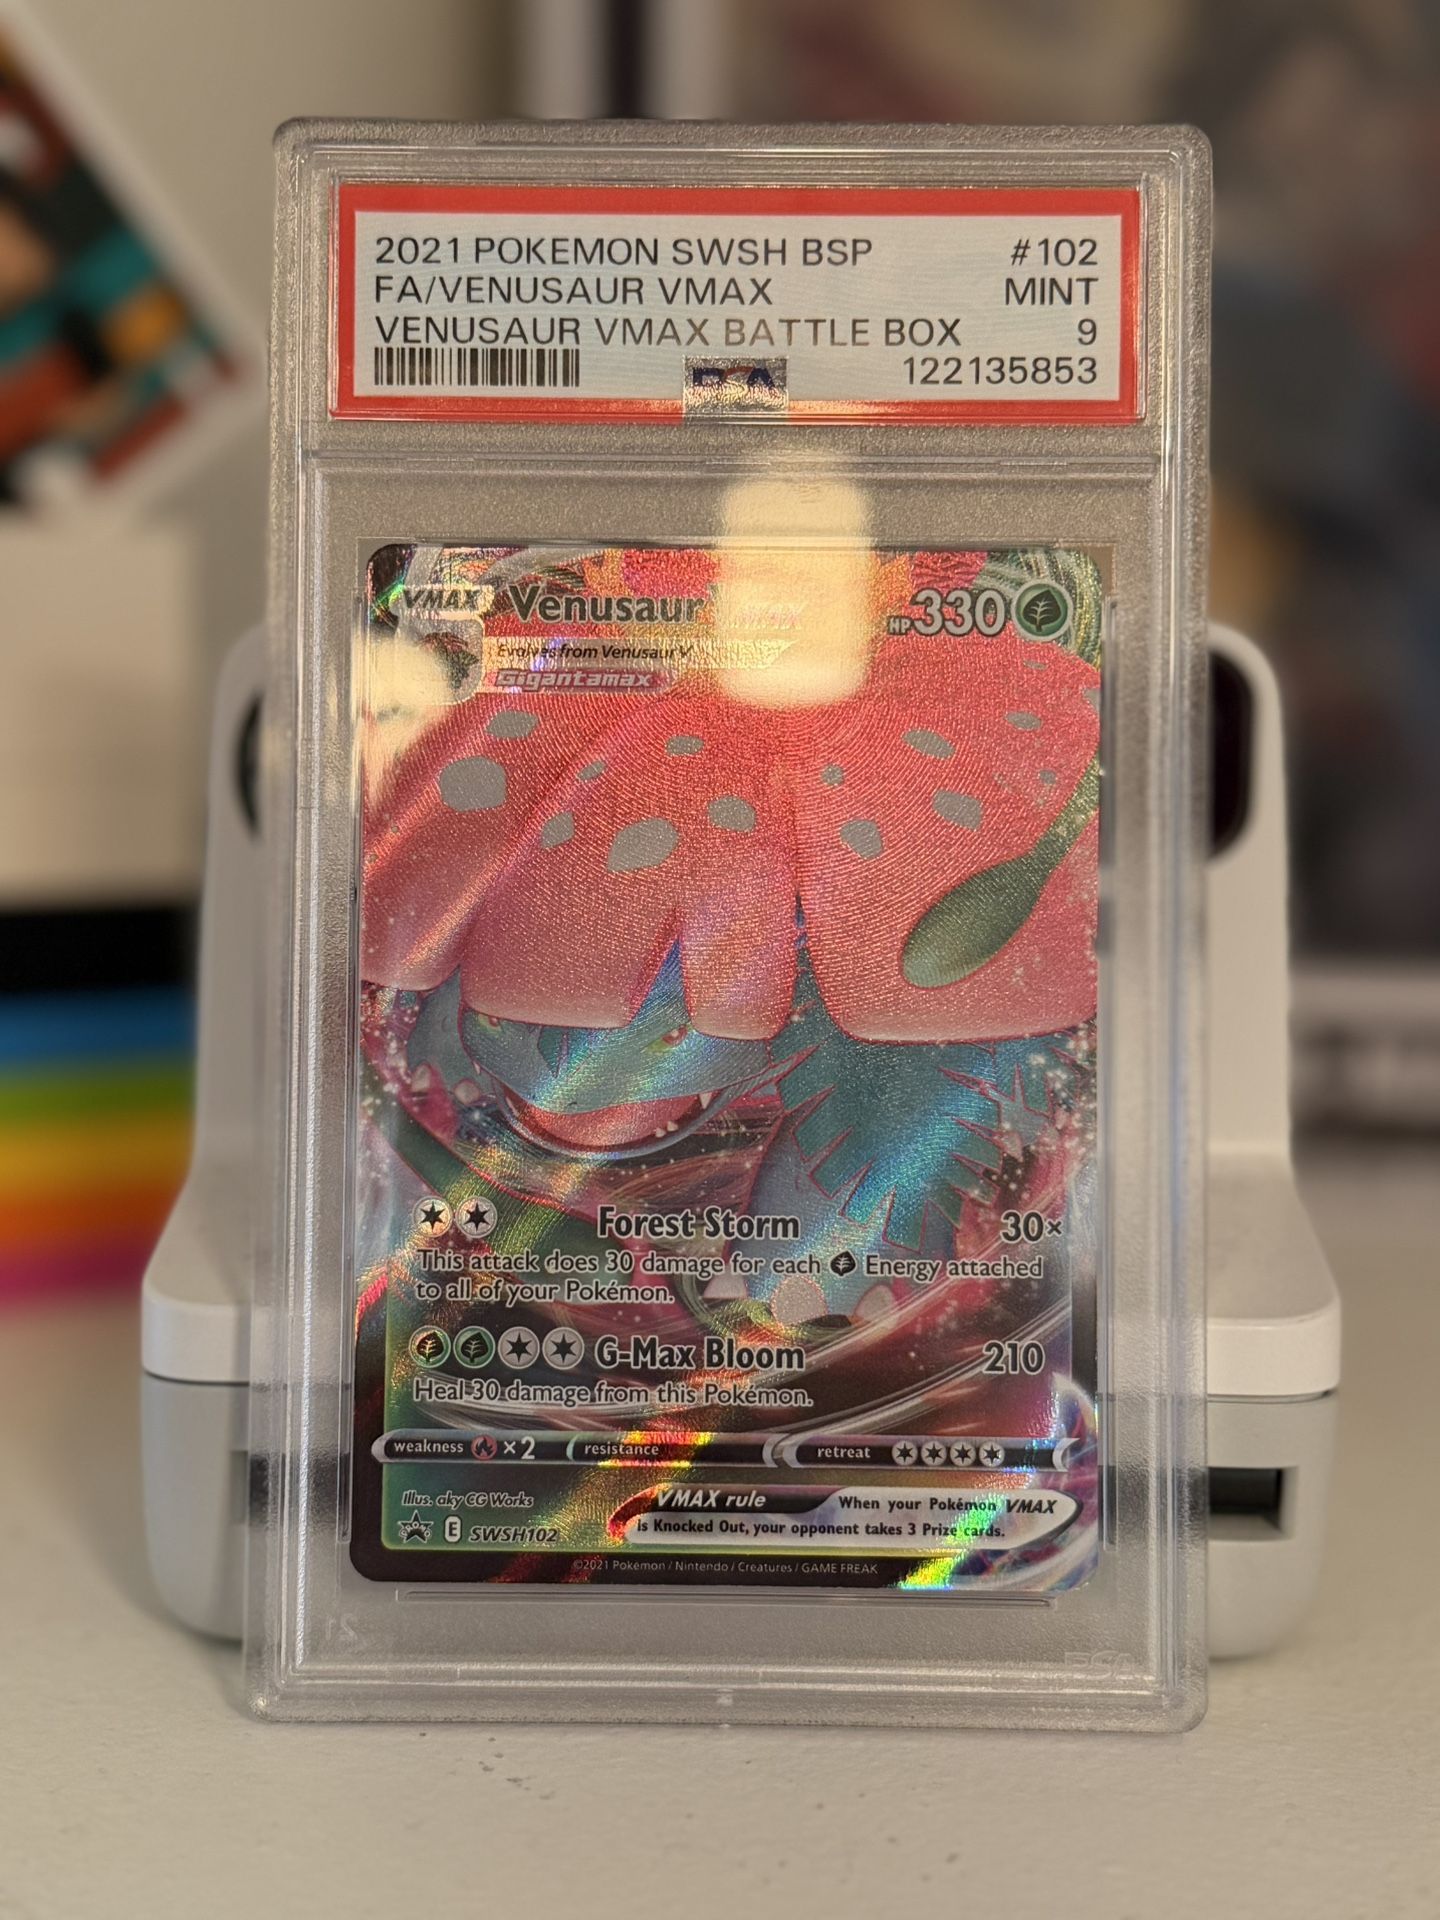 2021 POKEMON SWSH BSP #102
FA/VENUSAUR VMAX MINT
VENUSAUR VMAX BATTLE BOX 9
PSA 122135853
VMAX Venusaur VMAX HP 330
Evolves from Venusaur V
Gigantamax
Forest Storm 30×
This attack does 30 damage for each Energy attached
to all of your Pokémon.
G-Max Bloom 210
Heal 30 damage from this Pokémon.
weakness ×2 resistance retreat
Illus. aky CG Works
VMAX rule When your Pokémon VMAX
is Knocked Out, your opponent takes 3 Prize cards.
E SWSH102
©2021 Pokémon / Nintendo / Creatures / GAME FREAK
PSA